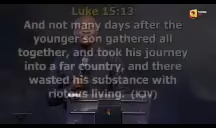 Luke 15:13
And not many days after the
younger son gathered all
together, and took his journey
into a far country, and there
wasted his substance with
riotous living. (KJV)